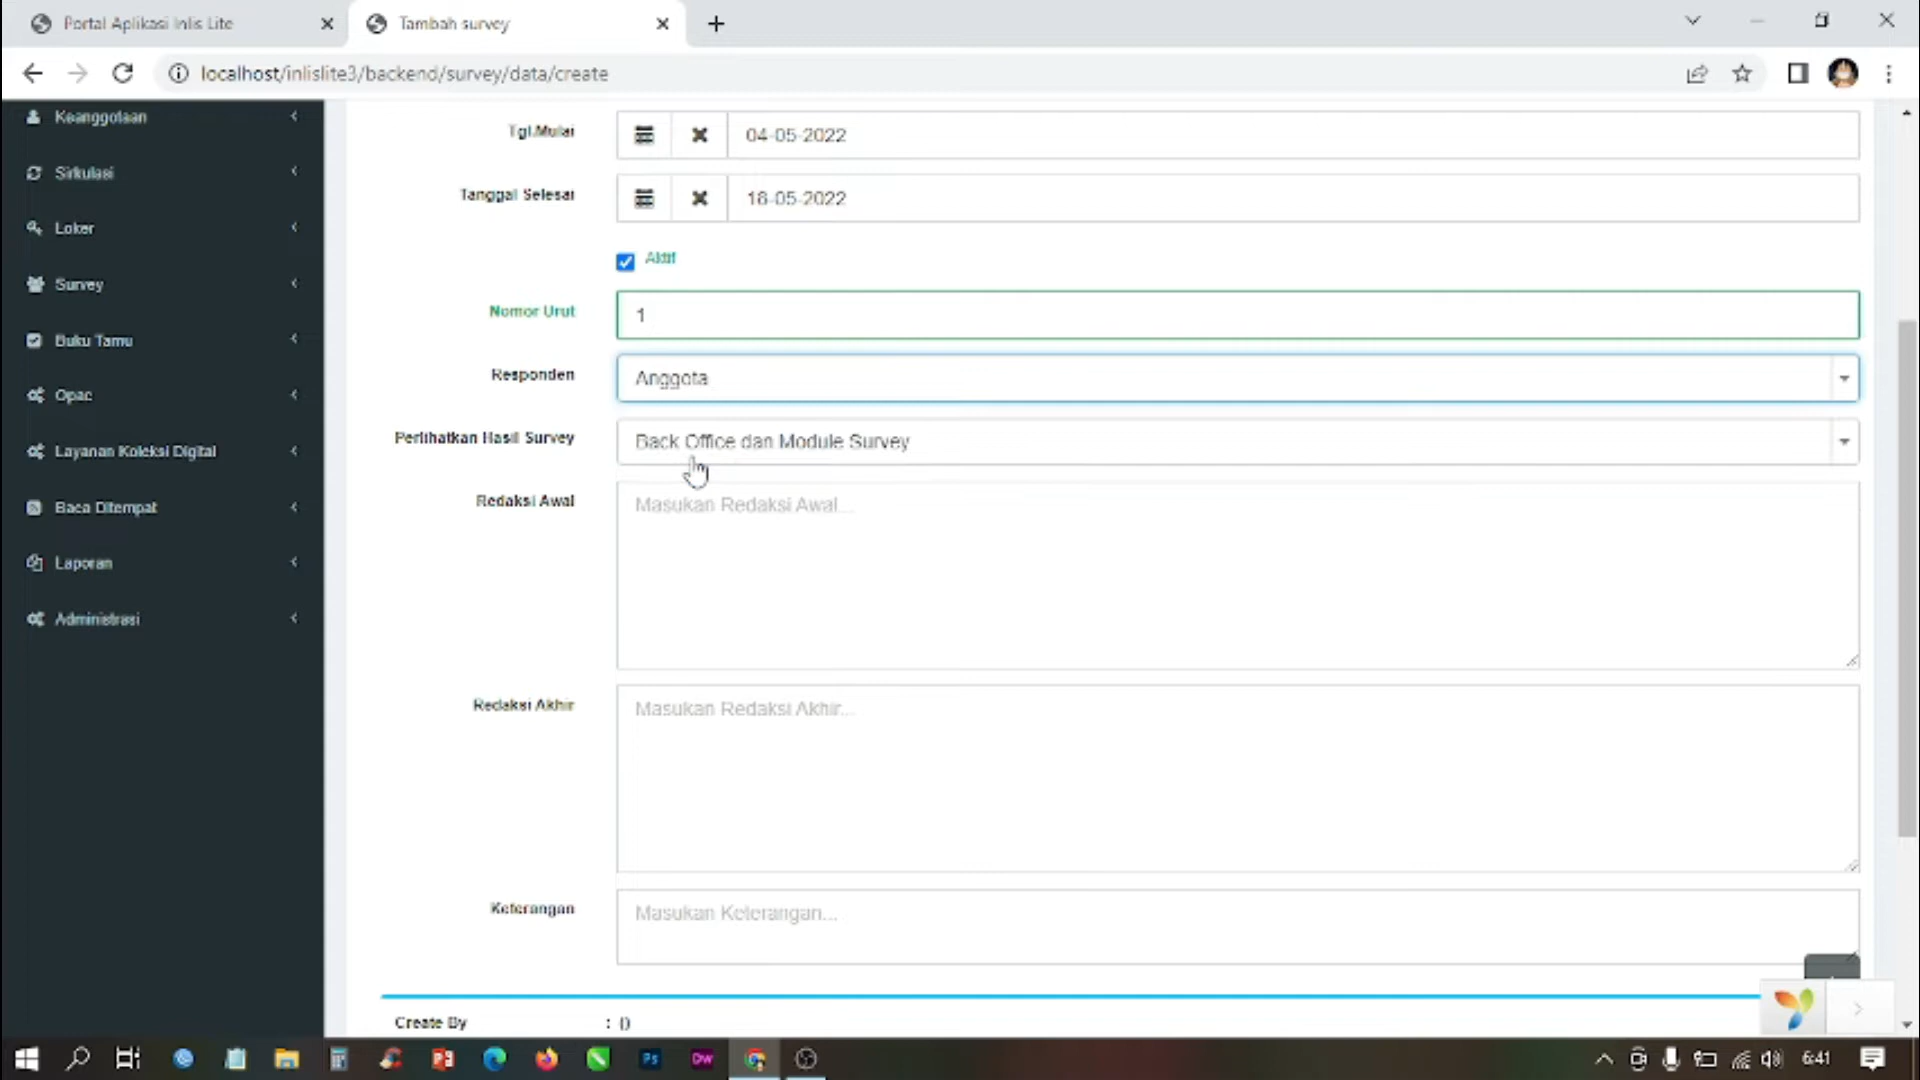 Portal Aplikasi Inlis Lite
Tambah survey
localhost/inlislite3/backend/survey/data/create
Keanggotaan
Sirkulasi
Loker
Survey
Buku Tamu
Opac
Layanan Koleksi Digital
Baca Ditempat
Laporan
Administrasi
Tgl.Mulai
04-05-2022
Tanggal Selesai
18-05-2022
Aktif
Nomor Urut
1
Responden
Anggota
Perlihatkan Hasil Survey
Back Office dan Module Survey
Redaksi Awal
Masukan Redaksi Awal...
Redaksi Akhir
Masukan Redaksi Akhir...
Keterangan
Masukan Keterangan...
Create By
: ()
Ps
Dw
6:41